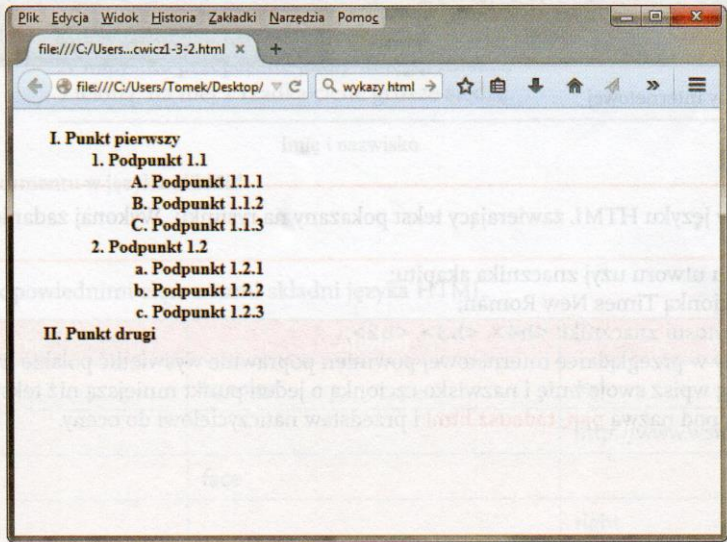 Plik Edycja Widok Historia Zakładki Narzędzia Pomoc
file:///C:/Users...cwicz1-3-2.html × +
file:///C:/Users/Tomek/Desktop/ wykazy html
I. Punkt pierwszy
1. Podpunkt 1.1
A. Podpunkt 1.1.1
B. Podpunkt 1.1.2
C. Podpunkt 1.1.3
2. Podpunkt 1.2
a. Podpunkt 1.2.1
b. Podpunkt 1.2.2
c. Podpunkt 1.2.3
II. Punkt drugi